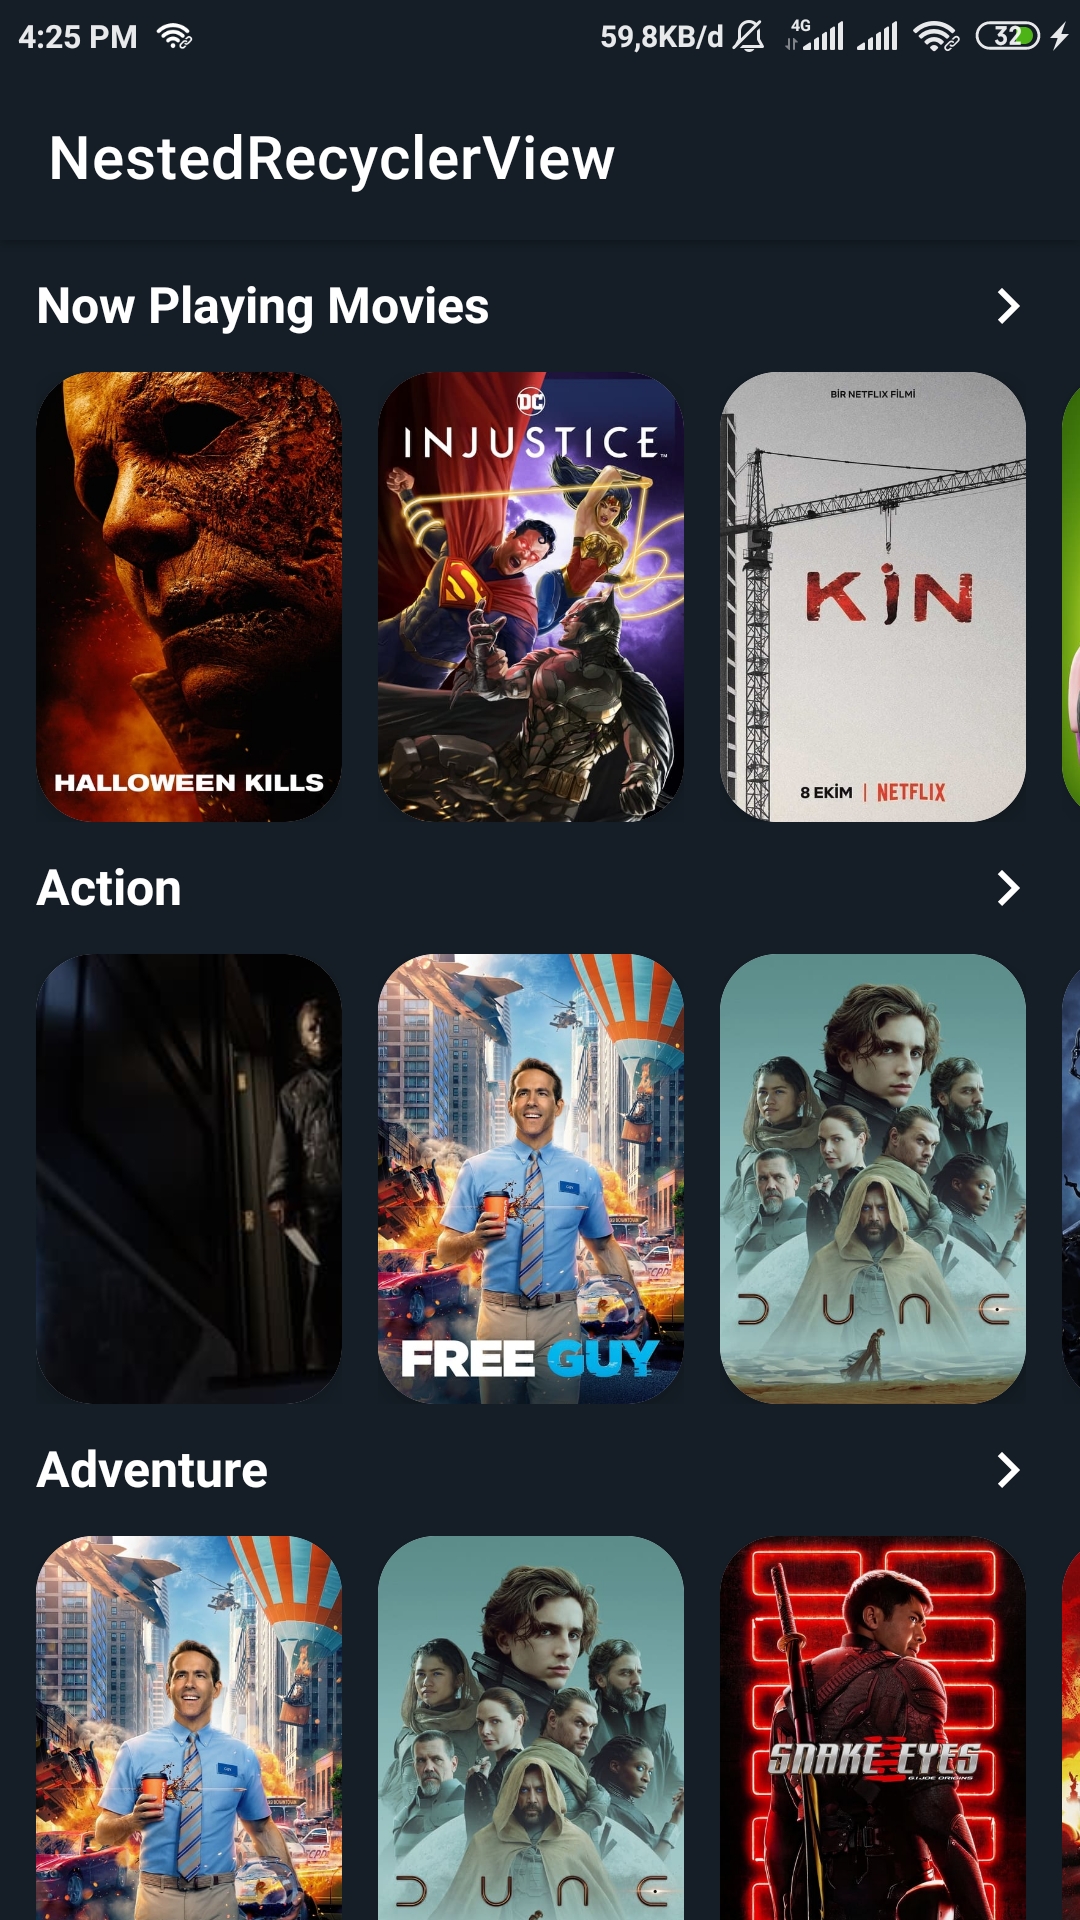 4:25 PM
59,8KB/d
4G
32
NestedRecyclerView
Now Playing Movies
HALLOWEEN KILLS
DC
INJUSTICE
BİR NETFLIX FİLMİ
KİN
8 EKİM | NETFLIX
Action
FREE GUY
DUNE
Adventure
DUNE
SNAKE EYES
G.I. JOE ORIGINS